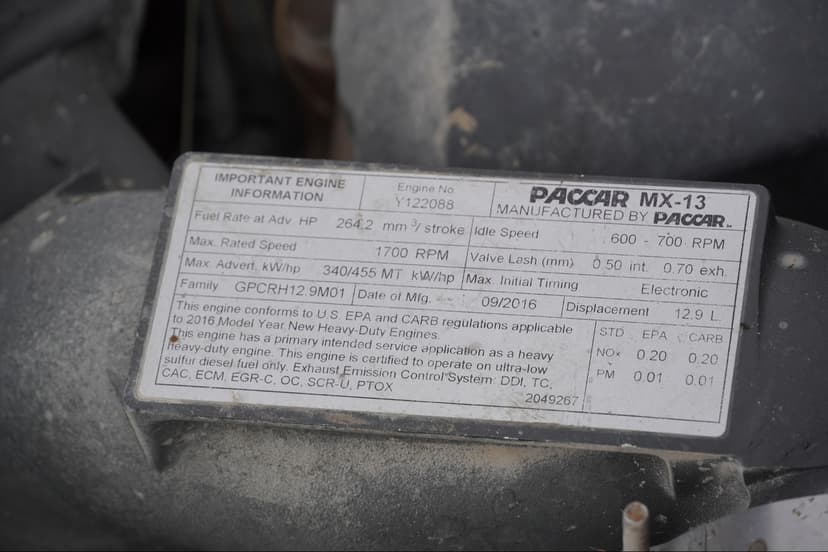 IMPORTANT ENGINE INFORMATION
Engine No
Y122088
PACCAR MX-13
MANUFACTURED BY PACCAR
Fuel Rate at Adv. HP 264.2 mm³/ stroke
Idle Speed 600 - 700 RPM
Max. Rated Speed 1700 RPM
Valve Lash (mm) 0.50 int. 0.70 exh.
Max. Advert. kW/hp 340/455 MT kW/hp
Max. Initial Timing Electronic
Family GPCRH12.9M01
Date of Mfg. 09/2016
Displacement 12.9 L
This engine conforms to U.S. EPA and CARB regulations applicable
to 2016 Model Year New Heavy-Duty Engines.
This engine has a primary intended service application as a heavy
heavy-duty engine. This engine is certified to operate on ultra-low
sulfur diesel fuel only. Exhaust Emission Control System: DDI, TC,
CAC, ECM, EGR-C, OC, SCR-U, PTOX
2049267
STD EPA CARB
NOx 0.20 0.20
PM 0.01 0.01